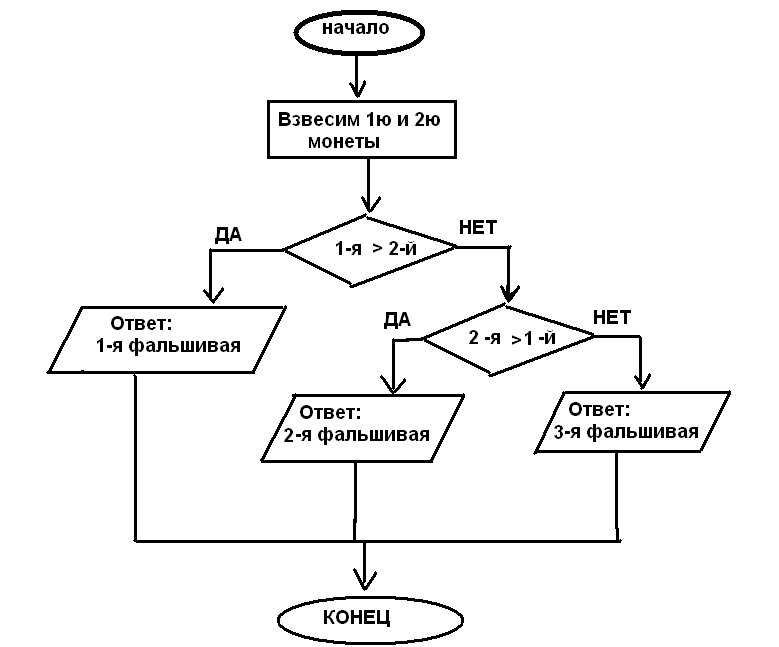 начало
Взвесим 1ю и 2ю
монеты
ДА
НЕТ
1-я > 2-й
Ответ:
1-я фальшивая
ДА
НЕТ
2 -я >1 -й
Ответ:
2-я фальшивая
Ответ:
3-я фальшивая
КОНЕЦ